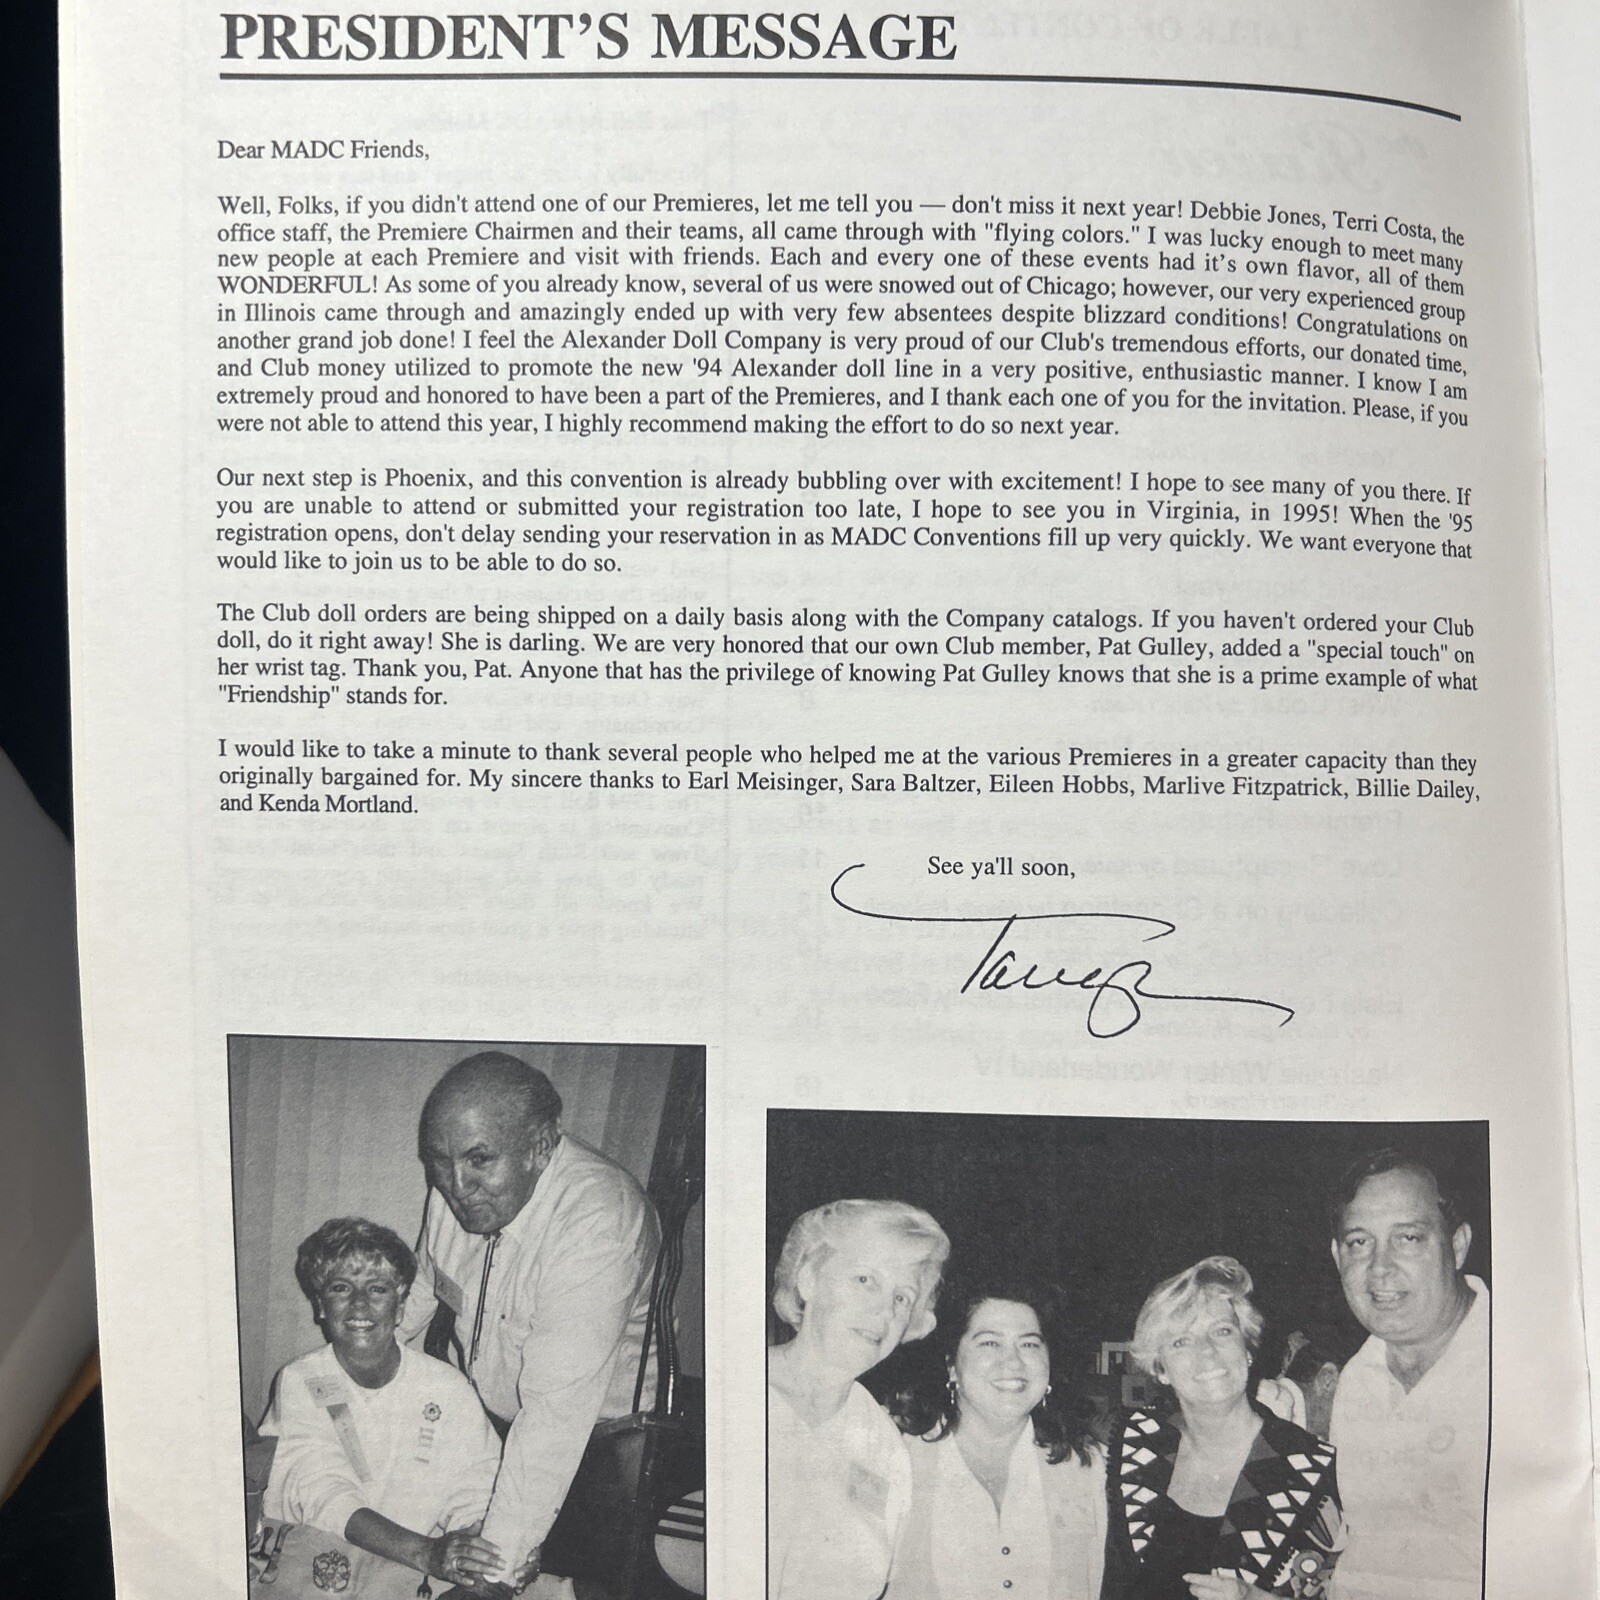 PRESIDENT'S MESSAGE
Dear MADC Friends,
Well, Folks, if you didn't attend one of our Premieres, let me tell you — don't miss it next year! Debbie Jones, Terri Costa, the
office staff, the Premiere Chairmen and their teams, all came through with "flying colors." I was lucky enough to meet many
new people at each Premiere and visit with friends. Each and every one of these events had it's own flavor, all of them
WONDERFUL! As some of you already know, several of us were snowed out of Chicago; however, our very experienced group
in Illinois came through and amazingly ended up with very few absentees despite blizzard conditions! Congratulations on
another grand job done! I feel the Alexander Doll Company is very proud of our Club's tremendous efforts, our donated time,
and Club money utilized to promote the new '94 Alexander doll line in a very positive, enthusiastic manner. I know I am
extremely proud and honored to have been a part of the Premieres, and I thank each one of you for the invitation. Please, if you
were not able to attend this year, I highly recommend making the effort to do so next year.
Our next step is Phoenix, and this convention is already bubbling over with excitement! I hope to see many of you there. If
you are unable to attend or submitted your registration too late, I hope to see you in Virginia, in 1995! When the '95
registration opens, don't delay sending your reservation in as MADC Conventions fill up very quickly. We want everyone that
would like to join us to be able to do so.
The Club doll orders are being shipped on a daily basis along with the Company catalogs. If you haven't ordered your Club
doll, do it right away! She is darling. We are very honored that our own Club member, Pat Gulley, added a "special touch" on
her wrist tag. Thank you, Pat. Anyone that has the privilege of knowing Pat Gulley knows that she is a prime example of what
"Friendship" stands for.
I would like to take a minute to thank several people who helped me at the various Premieres in a greater capacity than they
originally bargained for. My sincere thanks to Earl Meisinger, Sara Baltzer, Eileen Hobbs, Marlive Fitzpatrick, Billie Dailey,
and Kenda Mortland.
See ya'll soon,